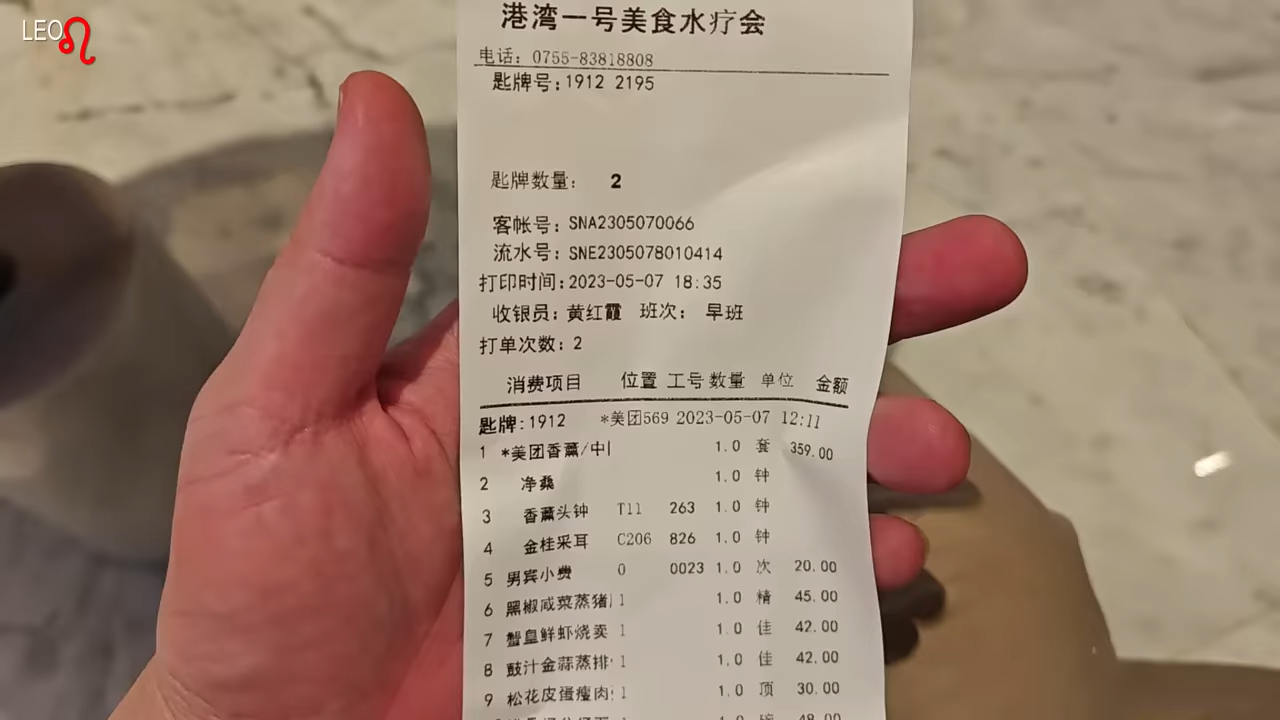 LEO
港湾一号美食水疗会
电话: 0755-83818808
匙牌号:1912 2195
匙牌数量: 2
客帐号: SNA2305070066
流水号: SNE2305078010414
打印时间:2023-05-07 18:35
收银员: 黄红霞 班次: 早班
打单次数: 2
消费项目 位置 工号 数量 单位 金额
匙牌:1912 *美团569 2023-05-07 12:11
1 *美团香薰/中 1.0 套 359.00
2 净桑 1.0 钟
3 香薰头钟 T11 263 1.0 钟
4 金桂采耳 C206 826 1.0 钟
5 男宾小费 0 0023 1.0 次 20.00
6 黑椒咸菜蒸猪 1 1.0 精 45.00
7 蟹皇鲜虾烧卖 1 1.0 佳 42.00
8 鼓汁金蒜蒸排 1 1.0 佳 42.00
9 松花皮蛋瘦肉 1 1.0 顶 30.00